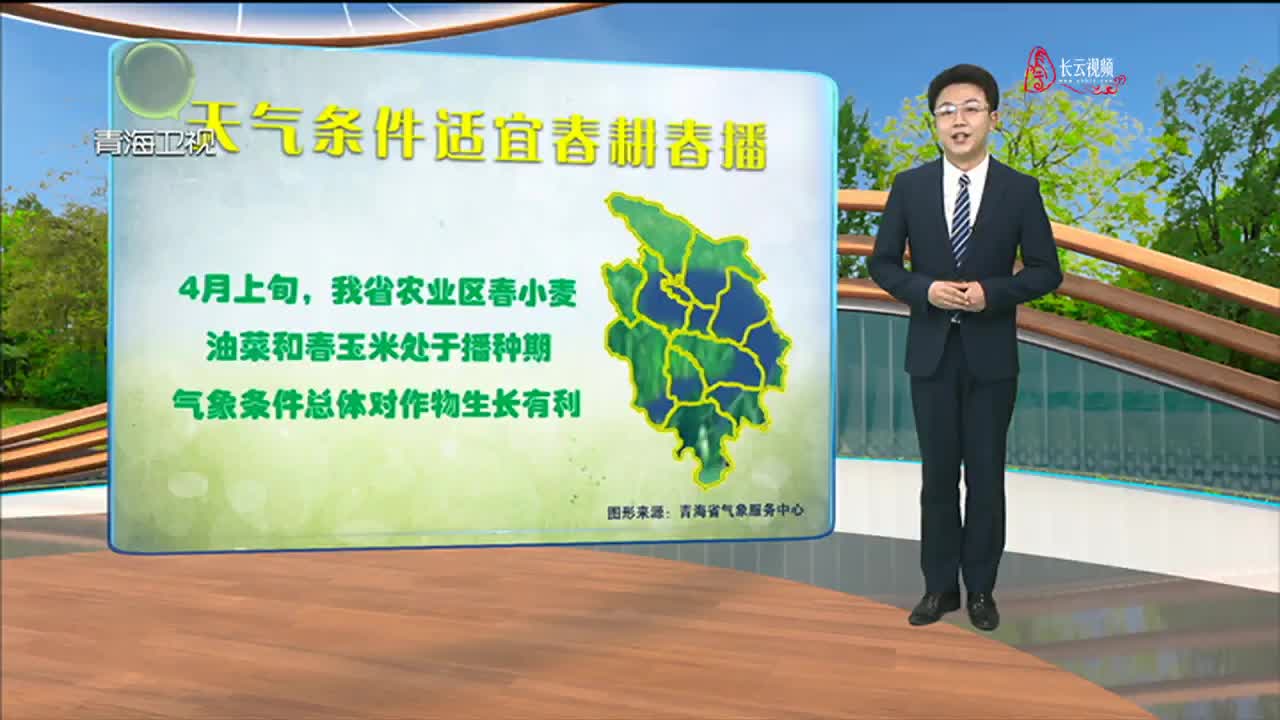 长云视频
天气条件适宜春耕春播
青海卫视
4月上旬，我省农业区春小麦
油菜和春玉米处于播种期
气象条件总体对作物生长有利
图形来源：青海省气象服务中心